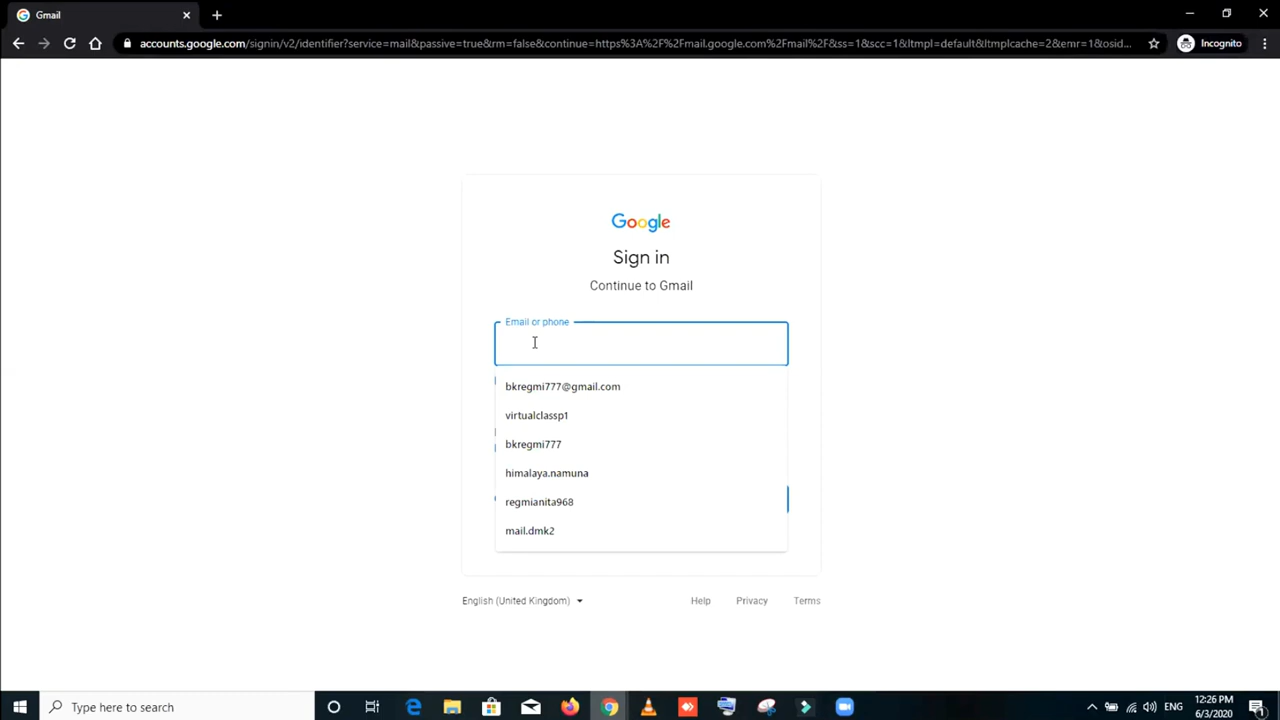 Gmail
accounts.google.com/signin/v2/identifier?service=mail&passive=true&rm=false&continue=https%3A%2F%2Fmail.google.com%2Fmail%2F&ss=1&scc=1&ltmpl=default&ltmplcache=2&emr=1&osid...
Incognito
Google
Sign in
Continue to Gmail
Email or phone
bkregmi777@gmail.com
virtualclassp1
bkregmi777
himalaya.namuna
regmianita968
mail.dmk2
English (United Kingdom)
Help
Privacy
Terms
Type here to search
ENG
12:26 PM
6/3/2020